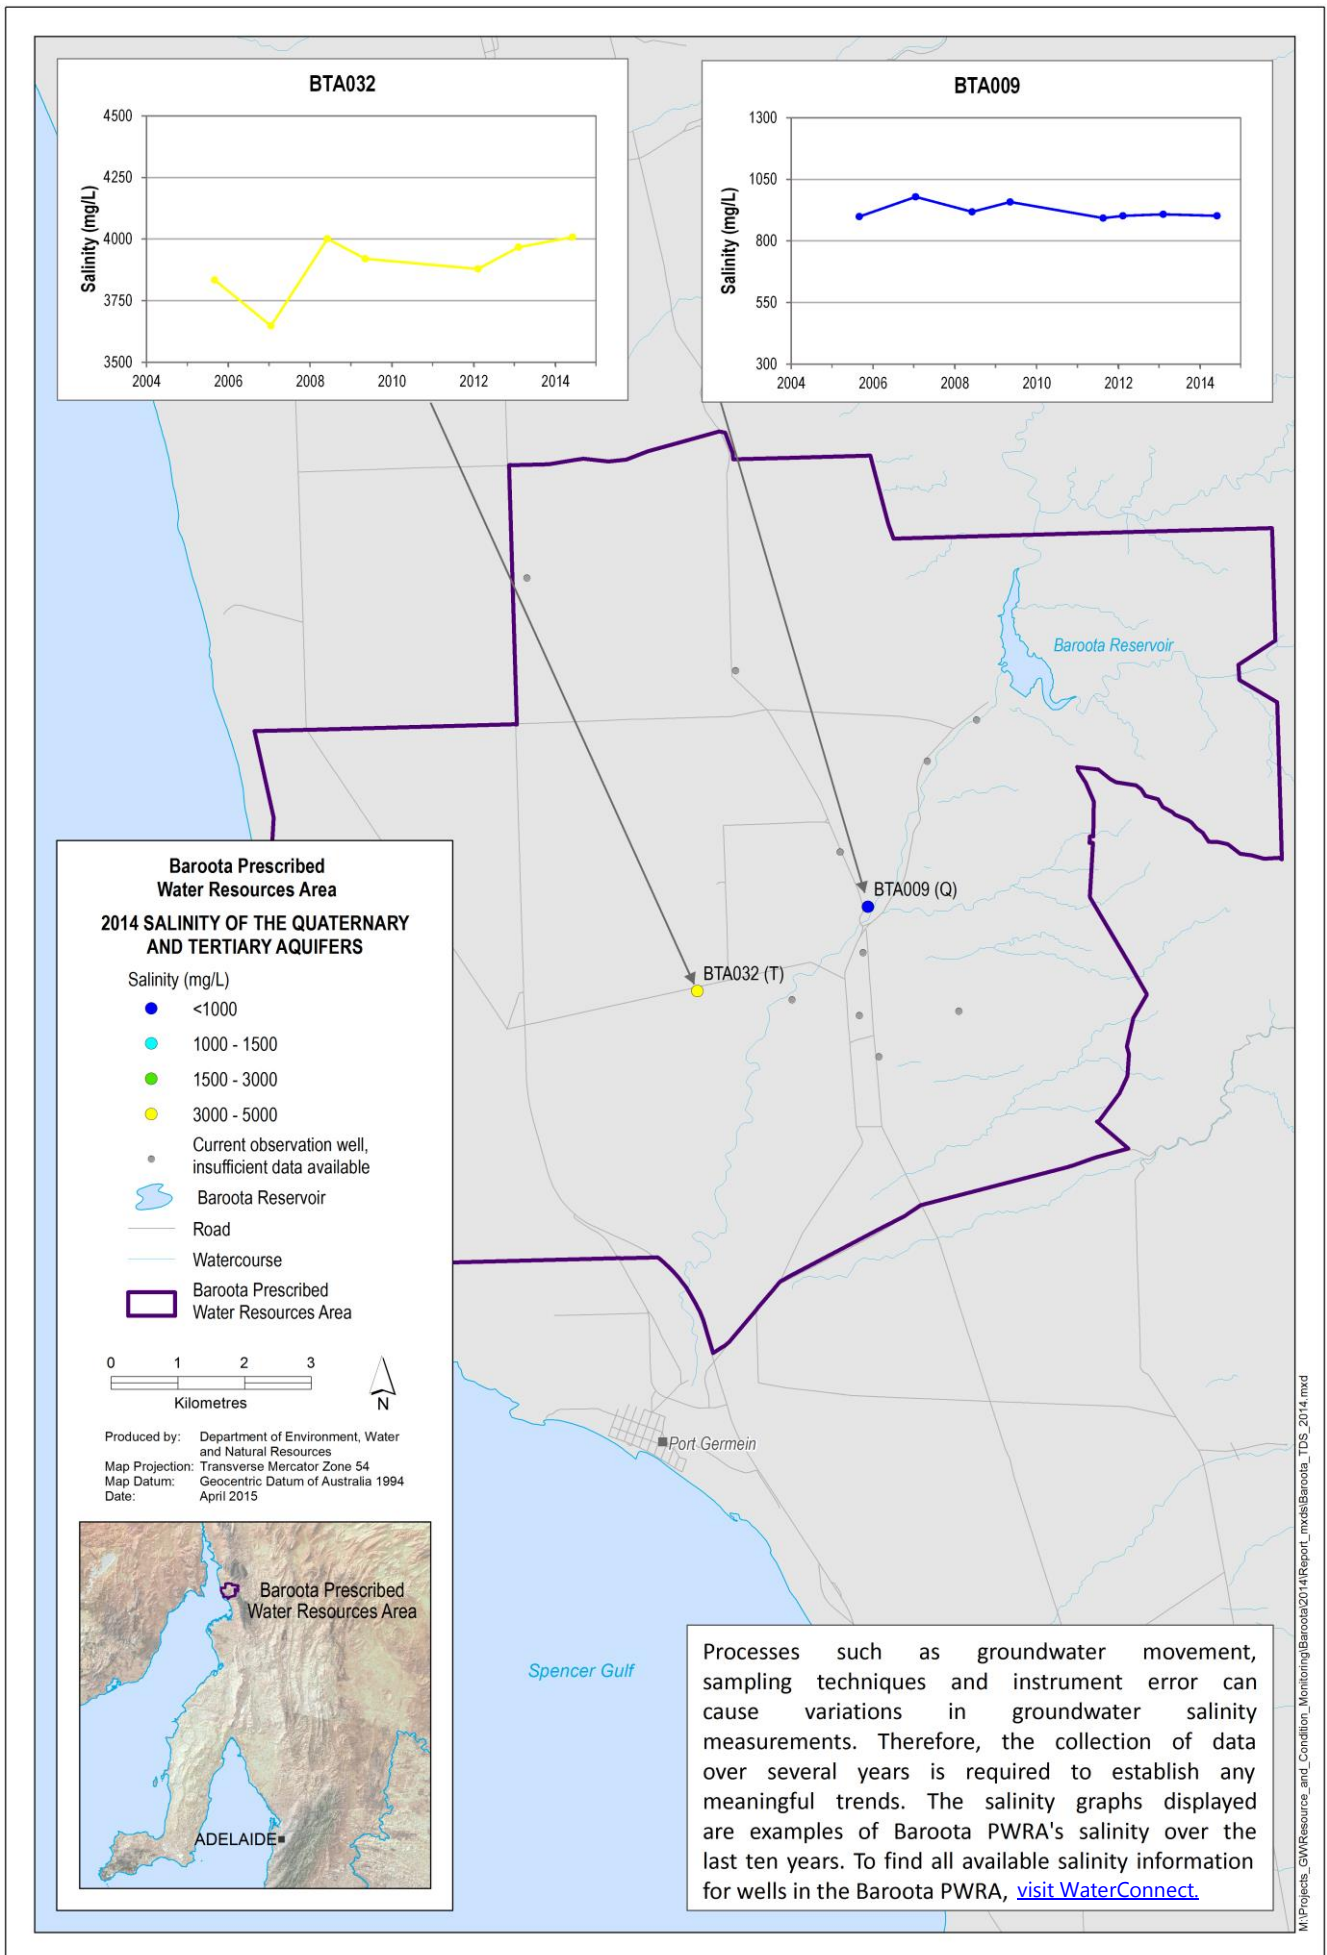 BTA032
4500
4250
4000
3750
3500
Salinity (mg/L)
2004 2006 2008 2010 2012 2014
BTA009
1300
1050
800
550
300
Salinity (mg/L)
2004 2006 2008 2010 2012 2014
Baroota Reservoir
BTA009 (Q)
BTA032 (T)
Baroota Prescribed
Water Resources Area
2014 SALINITY OF THE QUATERNARY
AND TERTIARY AQUIFERS
Salinity (mg/L)
<1000
1000 - 1500
1500 - 3000
3000 - 5000
Current observation well,
insufficient data available
Baroota Reservoir
Road
Watercourse
Baroota Prescribed
Water Resources Area
0 1 2 3
Kilometres
N
Produced by: Department of Environment, Water
and Natural Resources
Map Projection: Transverse Mercator Zone 54
Map Datum: Geocentric Datum of Australia 1994
Date: April 2015
Baroota Prescribed
Water Resources Area
ADELAIDE
Port Germein
Spencer Gulf
Processes such as groundwater movement,
sampling techniques and instrument error can
cause variations in groundwater salinity
measurements. Therefore, the collection of data
over several years is required to establish any
meaningful trends. The salinity graphs displayed
are examples of Baroota PWRA's salinity over the
last ten years. To find all available salinity information
for wells in the Baroota PWRA, visit WaterConnect.
M:\Projects_GW\Resource_and_Condition_Monitoring\Baroota\2014\Report_mxds\Baroota_TDS_2014.mxd